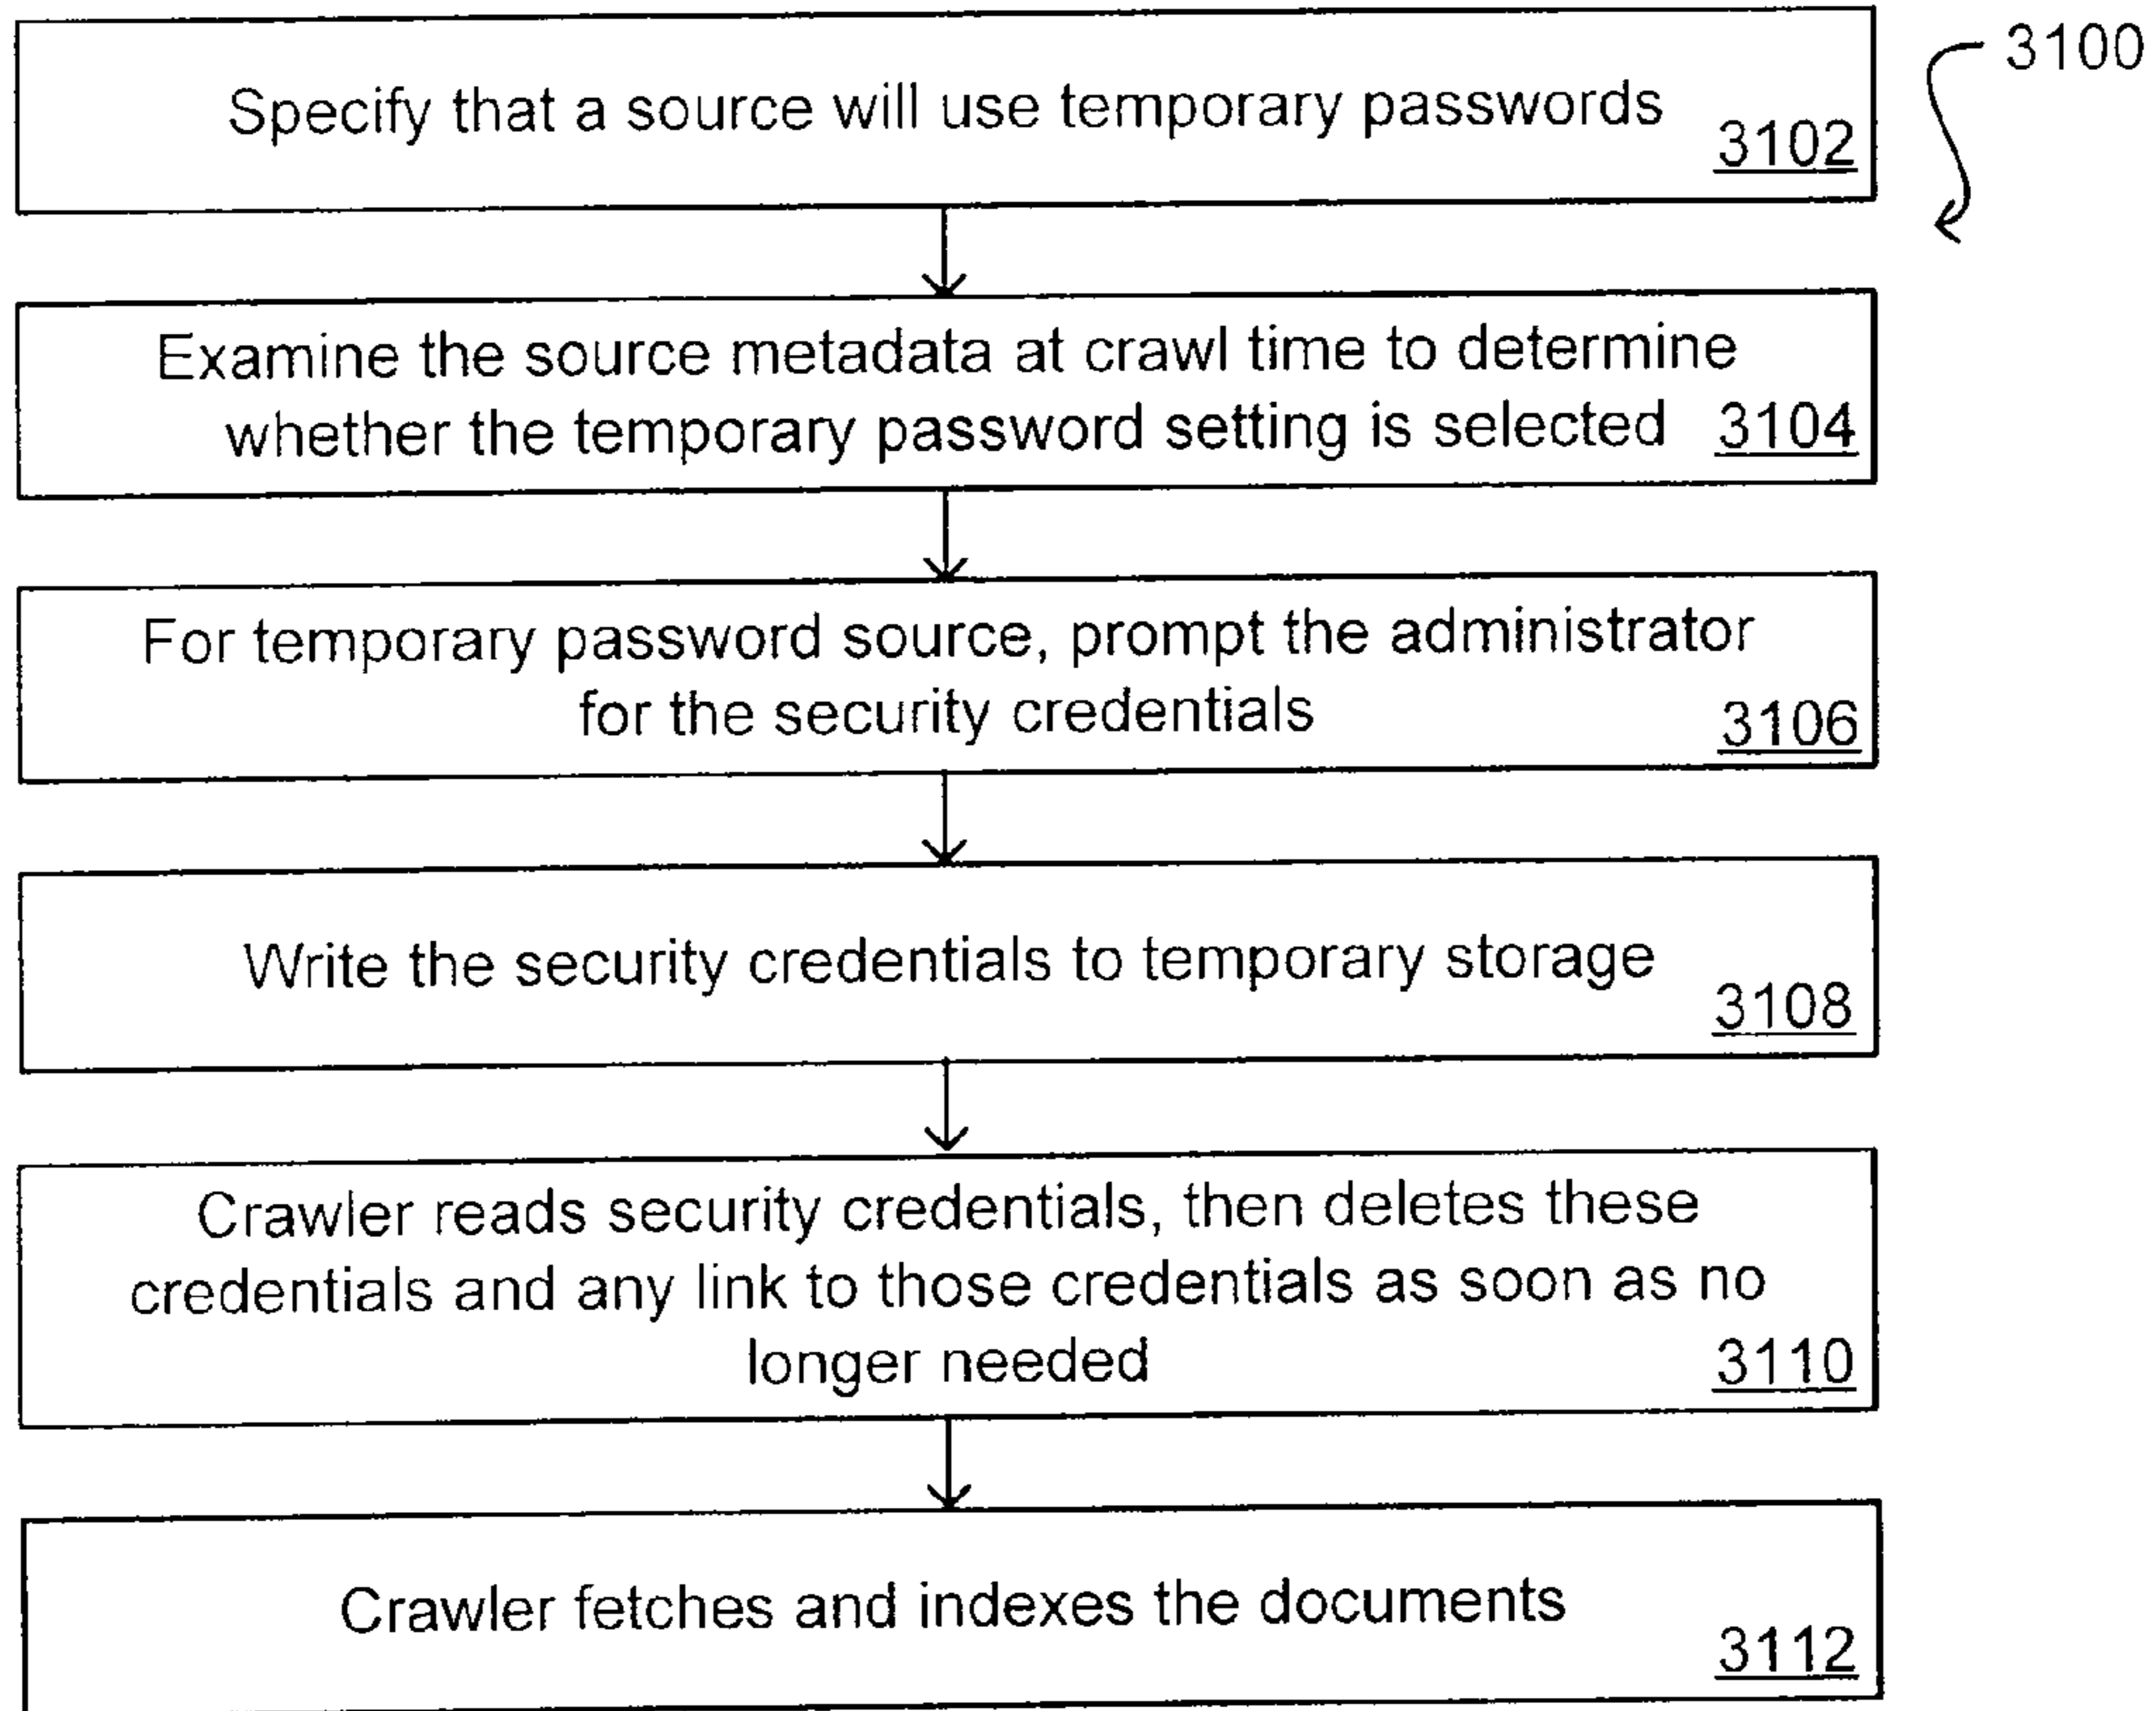 3100
Specify that a source will use temporary passwords
3102
Examine the source metadata at crawl time to determine
whether the temporary password setting is selected 3104
For temporary password source, prompt the administrator
for the security credentials
3106
Write the security credentials to temporary storage
3108
Crawler reads security credentials, then deletes these
credentials and any link to those credentials as soon as no
longer needed 3110
Crawler fetches and indexes the documents
3112